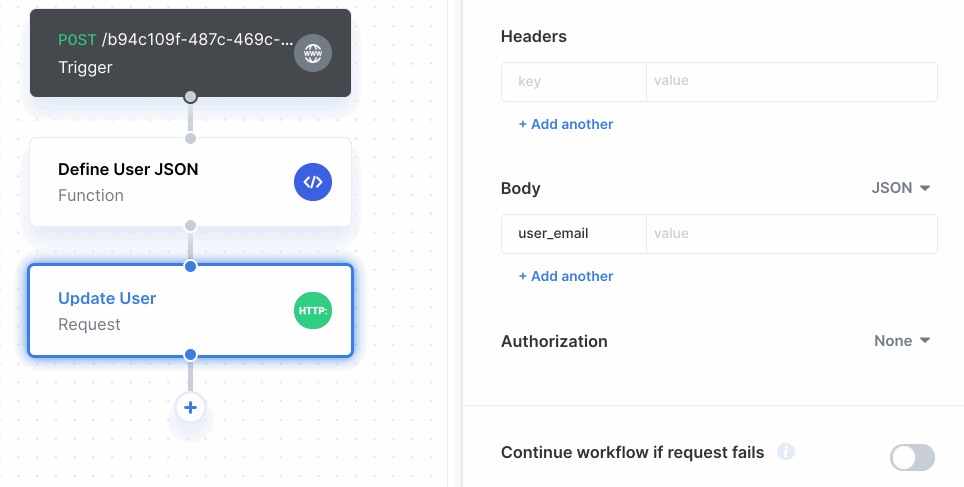 POST /b94c109f-487c-469c-...
Trigger
WWW
Define User JSON
Function
</>
Update User
Request
HTTP:
+
Headers
key value
+ Add another
Body JSON
user_email value
+ Add another
Authorization None
Continue workflow if request fails i